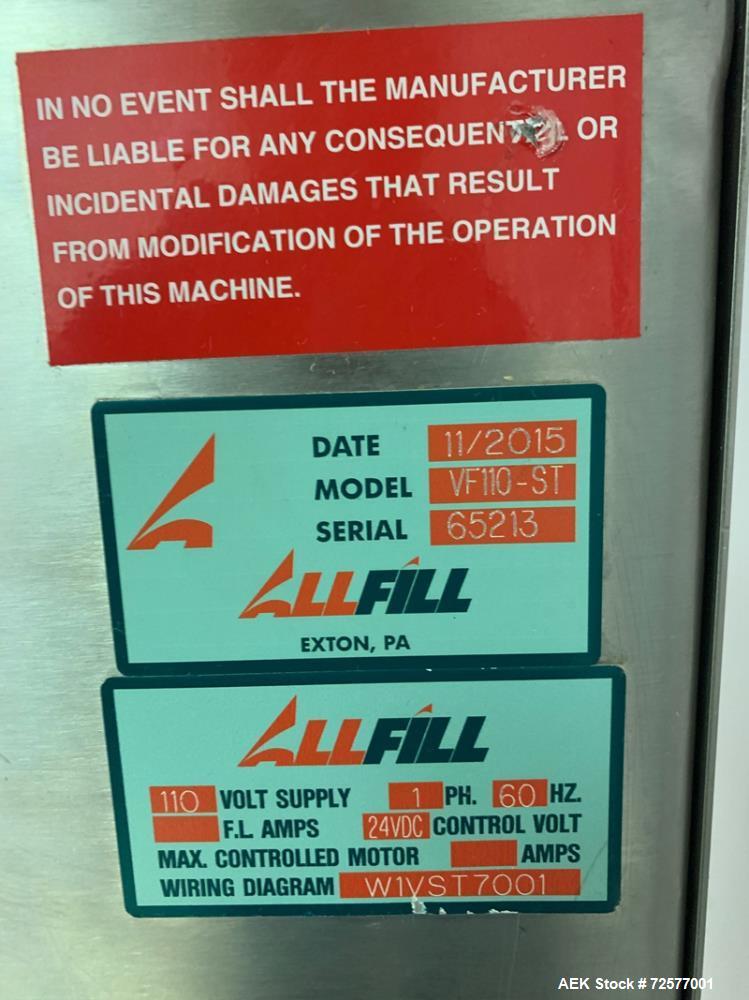 IN NO EVENT SHALL THE MANUFACTURER
BE LIABLE FOR ANY CONSEQUENTIAL OR
INCIDENTAL DAMAGES THAT RESULT
FROM MODIFICATION OF THE OPERATION
OF THIS MACHINE.
DATE 11/2015
MODEL VF110-ST
SERIAL 65213
ALLFILL
EXTON, PA
ALLFILL
110 VOLT SUPPLY 1 PH. 60 HZ.
F.L. AMPS 24VDC CONTROL VOLT
MAX. CONTROLLED MOTOR AMPS
WIRING DIAGRAM W1VST7001
AEK Stock # 72577001